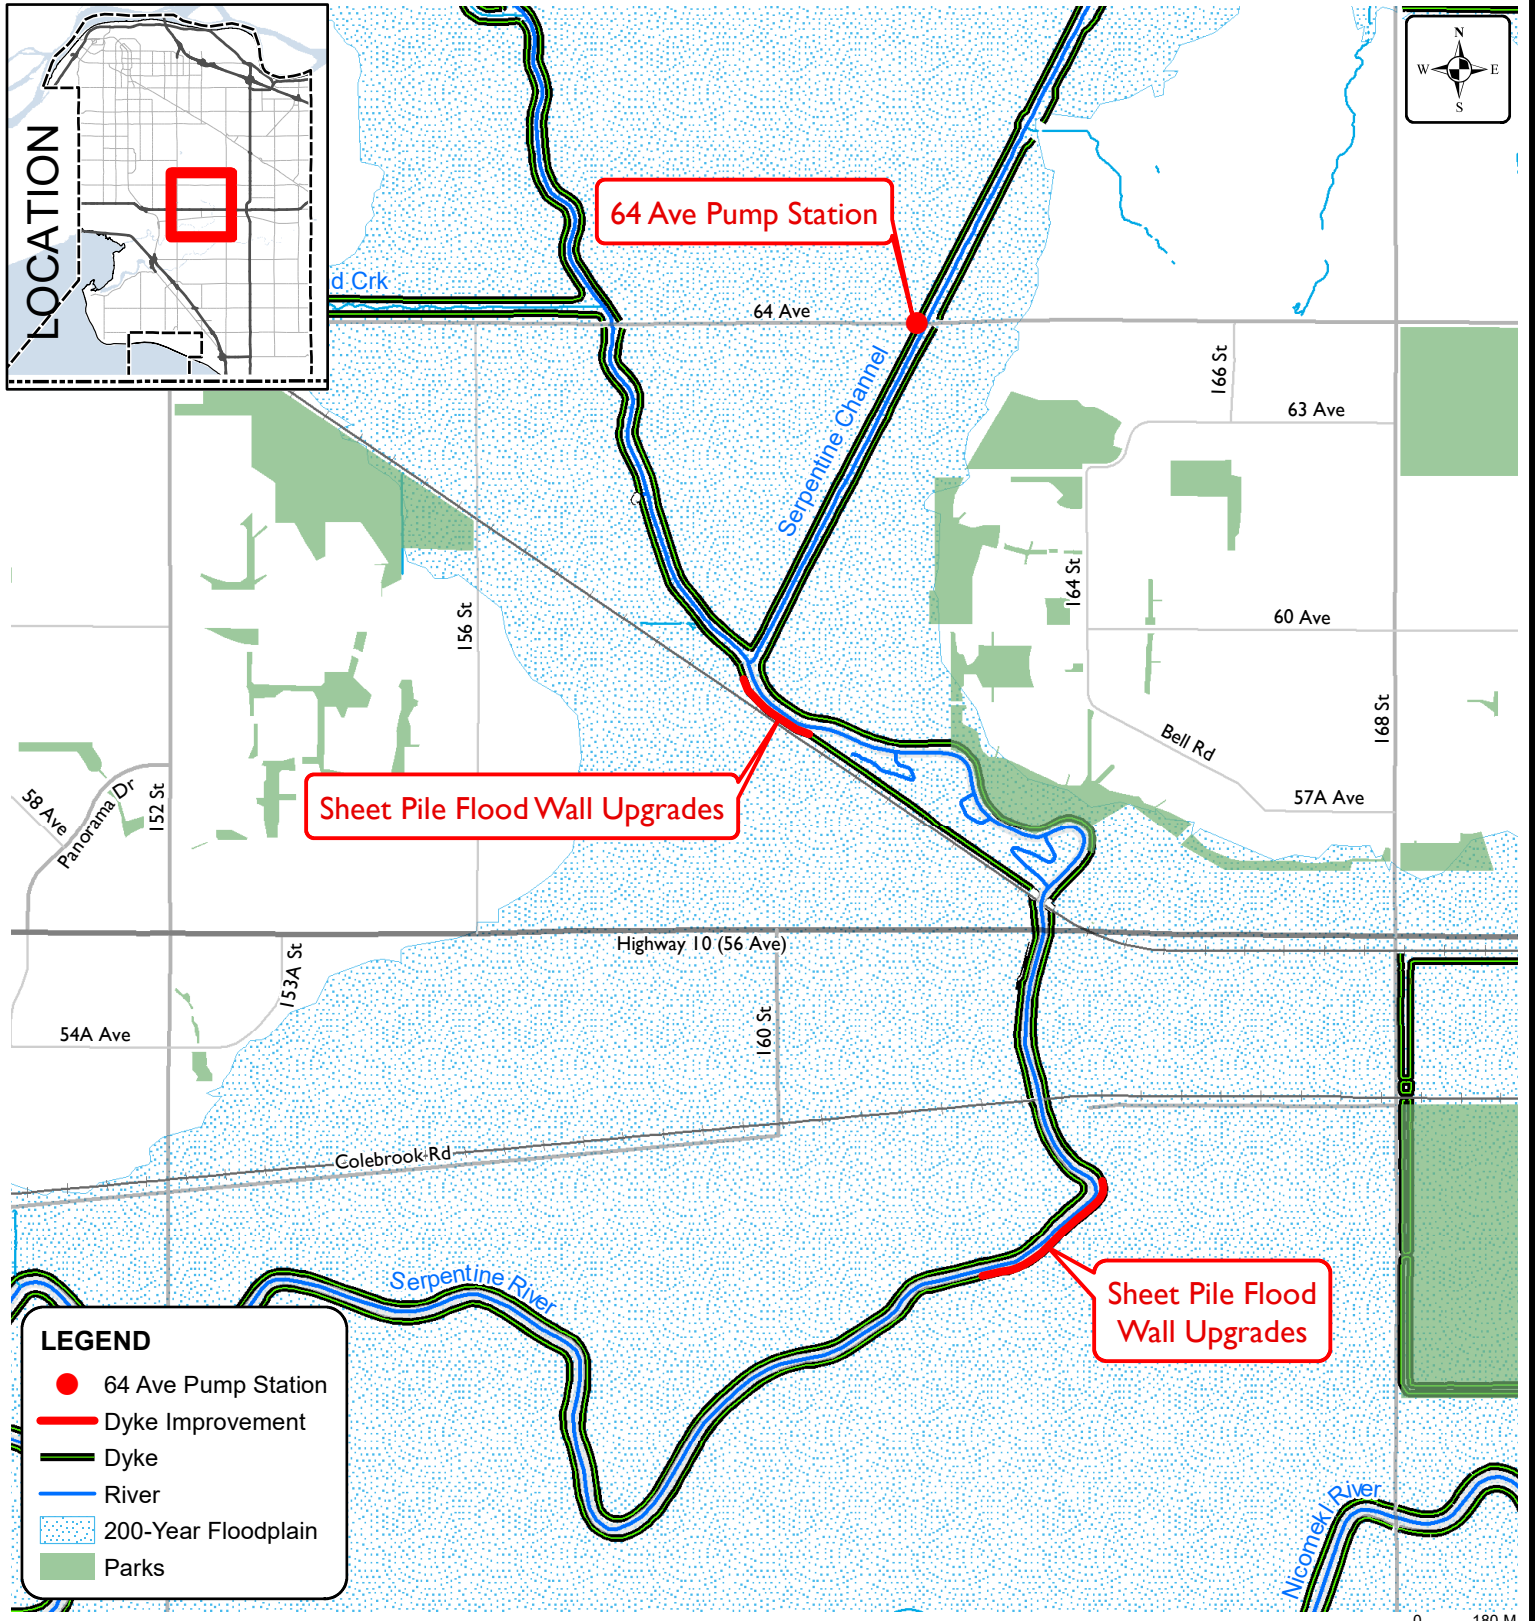 LOCATION
N
W E
S
64 Ave Pump Station
d Crk
64 Ave
Serpentine Channel
166 St
63 Ave
164 St
156 St
60 Ave
168 St
Bell Rd
57A Ave
Sheet Pile Flood Wall Upgrades
58 Ave
Panorama Dr
152 St
Highway 10 (56 Ave)
153A St
54A Ave
160 St
Colebrook Rd
Serpentine River
Sheet Pile Flood
Wall Upgrades
LEGEND
64 Ave Pump Station
Dyke Improvement
Dyke
River
200-Year Floodplain
Parks
Nicomekl River
0 180 M